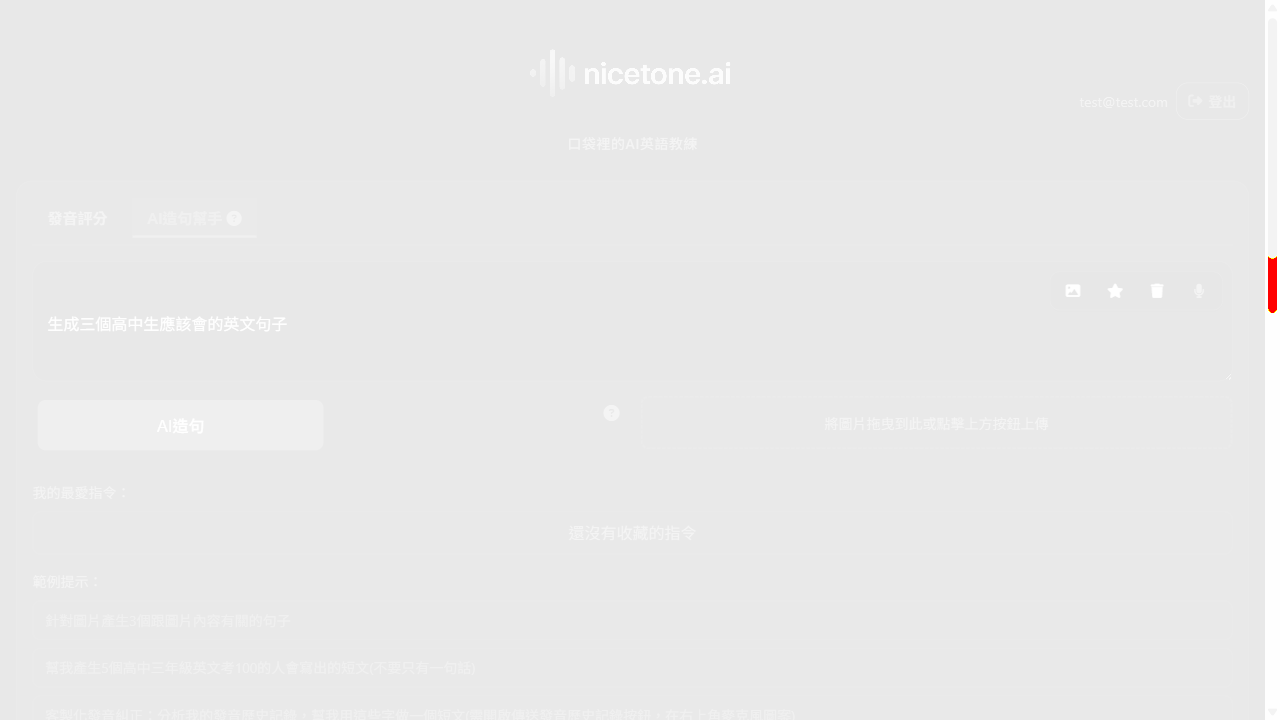 nicetone.ai
test@test.com 登出
口袋裡的AI英語教練
發音評分 AI造句幫手 ?
生成三個高中生應該會的英文句子
AI造句 ? 將圖片拖曳到此或點擊上方按鈕上傳
我的最愛指令：
還沒有收藏的指令
範例提示：
針對圖片產生3個跟圖片內容有關的句子
幫我產生5個高中三年級英文考100的人會寫出的短文(不要只有一句話)